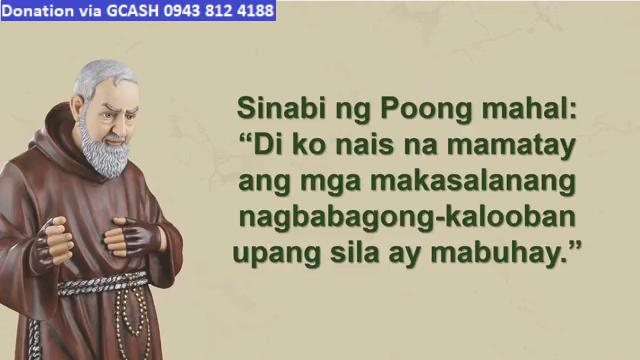 Donation via GCASH 0943 812 4188
Sinabi ng Poong mahal:
“Di ko nais na mamatay
ang mga makasalanang
nagbabagong-kalooban
upang sila ay mabuhay.”